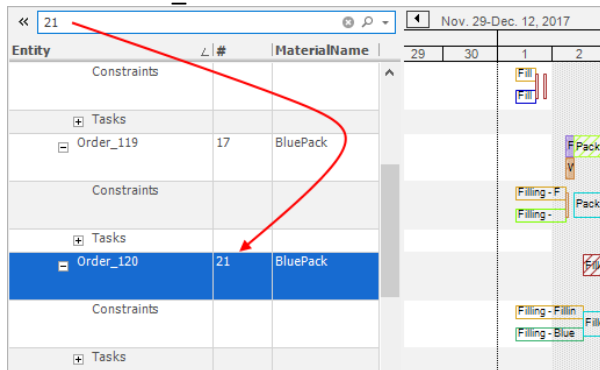 21
Nov. 29-Dec. 12, 2017
Entity # MaterialName 29 30 1 2
Constraints Fill
Fill
Tasks
Order_119 17 BluePack F Pack
V
Constraints Filling - F
Filling - Pack
Tasks
Order_120 21 BluePack
Constraints Filling - Fillin
Filling - Blue
Tasks